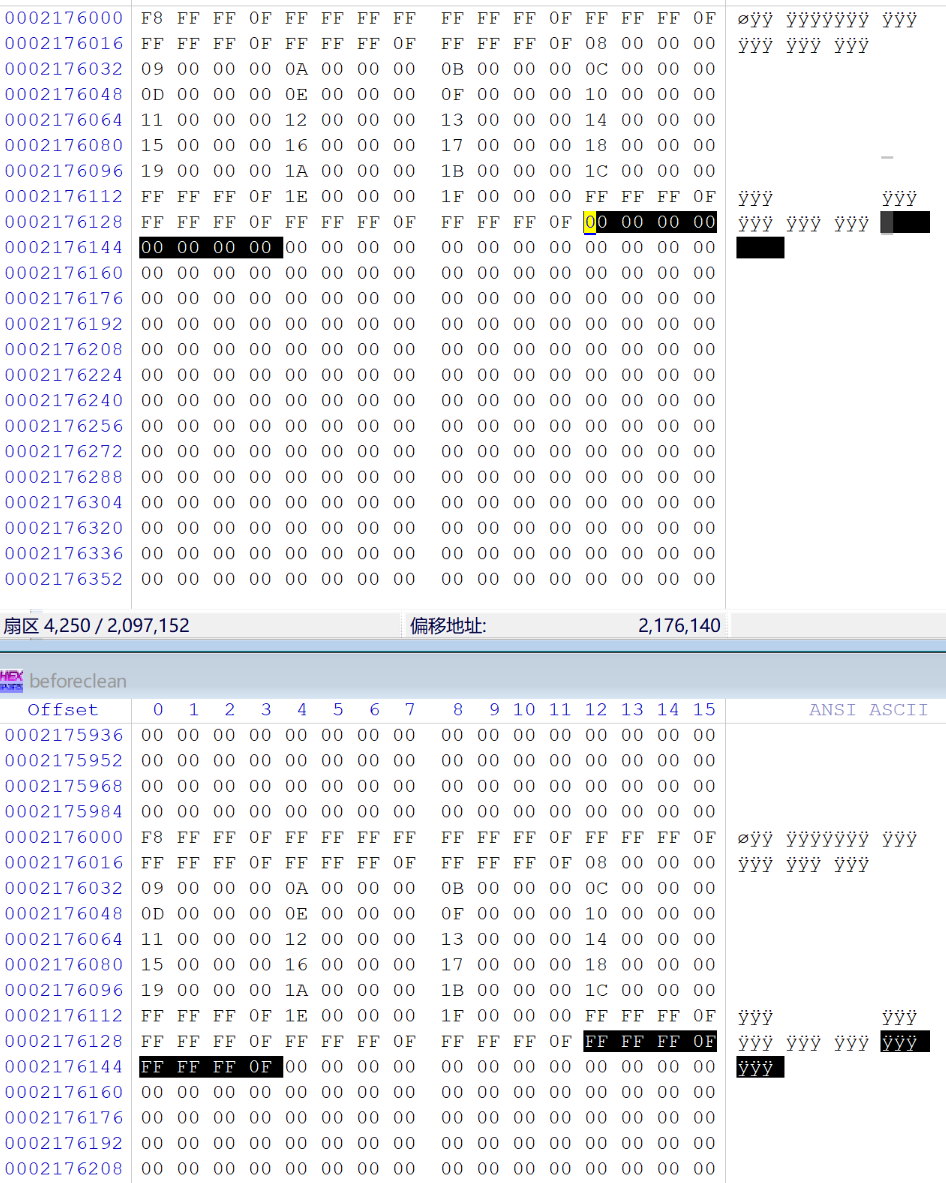 0002176000 F8 FF FF 0F FF FF FF FF FF FF FF 0F FF FF FF 0F øÿÿ ÿÿÿÿÿÿÿ ÿÿÿ
0002176016 FF FF FF 0F FF FF FF 0F FF FF FF 0F 08 00 00 00 ÿÿÿ ÿÿÿ ÿÿÿ
0002176032 09 00 00 00 0A 00 00 00 0B 00 00 00 0C 00 00 00
0002176048 0D 00 00 00 0E 00 00 00 0F 00 00 00 10 00 00 00
0002176064 11 00 00 00 12 00 00 00 13 00 00 00 14 00 00 00
0002176080 15 00 00 00 16 00 00 00 17 00 00 00 18 00 00 00
0002176096 19 00 00 00 1A 00 00 00 1B 00 00 00 1C 00 00 00
0002176112 FF FF FF 0F 1E 00 00 00 1F 00 00 00 FF FF FF 0F ÿÿÿ ÿÿÿ
0002176128 FF FF FF 0F FF FF FF 0F FF FF FF 0F 00 00 00 00 ÿÿÿ ÿÿÿ ÿÿÿ
0002176144 00 00 00 00 00 00 00 00 00 00 00 00 00 00 00 00
0002176160 00 00 00 00 00 00 00 00 00 00 00 00 00 00 00 00
0002176176 00 00 00 00 00 00 00 00 00 00 00 00 00 00 00 00
0002176192 00 00 00 00 00 00 00 00 00 00 00 00 00 00 00 00
0002176208 00 00 00 00 00 00 00 00 00 00 00 00 00 00 00 00
0002176224 00 00 00 00 00 00 00 00 00 00 00 00 00 00 00 00
0002176240 00 00 00 00 00 00 00 00 00 00 00 00 00 00 00 00
0002176256 00 00 00 00 00 00 00 00 00 00 00 00 00 00 00 00
0002176272 00 00 00 00 00 00 00 00 00 00 00 00 00 00 00 00
0002176288 00 00 00 00 00 00 00 00 00 00 00 00 00 00 00 00
0002176304 00 00 00 00 00 00 00 00 00 00 00 00 00 00 00 00
0002176320 00 00 00 00 00 00 00 00 00 00 00 00 00 00 00 00
0002176336 00 00 00 00 00 00 00 00 00 00 00 00 00 00 00 00
0002176352 00 00 00 00 00 00 00 00 00 00 00 00 00 00 00 00
扇区 4,250 / 2,097,152 偏移地址: 2,176,140
HEX beforeclean
Offset 0 1 2 3 4 5 6 7 8 9 10 11 12 13 14 15 ANSI ASCII
0002175936 00 00 00 00 00 00 00 00 00 00 00 00 00 00 00 00
0002175952 00 00 00 00 00 00 00 00 00 00 00 00 00 00 00 00
0002175968 00 00 00 00 00 00 00 00 00 00 00 00 00 00 00 00
0002175984 00 00 00 00 00 00 00 00 00 00 00 00 00 00 00 00
0002176000 F8 FF FF 0F FF FF FF FF FF FF FF 0F FF FF FF 0F øÿÿ ÿÿÿÿÿÿÿ ÿÿÿ
0002176016 FF FF FF 0F FF FF FF 0F FF FF FF 0F 08 00 00 00 ÿÿÿ ÿÿÿ ÿÿÿ
0002176032 09 00 00 00 0A 00 00 00 0B 00 00 00 0C 00 00 00
0002176048 0D 00 00 00 0E 00 00 00 0F 00 00 00 10 00 00 00
0002176064 11 00 00 00 12 00 00 00 13 00 00 00 14 00 00 00
0002176080 15 00 00 00 16 00 00 00 17 00 00 00 18 00 00 00
0002176096 19 00 00 00 1A 00 00 00 1B 00 00 00 1C 00 00 00
0002176112 FF FF FF 0F 1E 00 00 00 1F 00 00 00 FF FF FF 0F ÿÿÿ ÿÿÿ
0002176128 FF FF FF 0F FF FF FF 0F FF FF FF 0F FF FF FF 0F ÿÿÿ ÿÿÿ ÿÿÿ ÿÿÿ
0002176144 FF FF FF 0F 00 00 00 00 00 00 00 00 00 00 00 00 ÿÿÿ
0002176160 00 00 00 00 00 00 00 00 00 00 00 00 00 00 00 00
0002176176 00 00 00 00 00 00 00 00 00 00 00 00 00 00 00 00
0002176192 00 00 00 00 00 00 00 00 00 00 00 00 00 00 00 00
0002176208 00 00 00 00 00 00 00 00 00 00 00 00 00 00 00 00